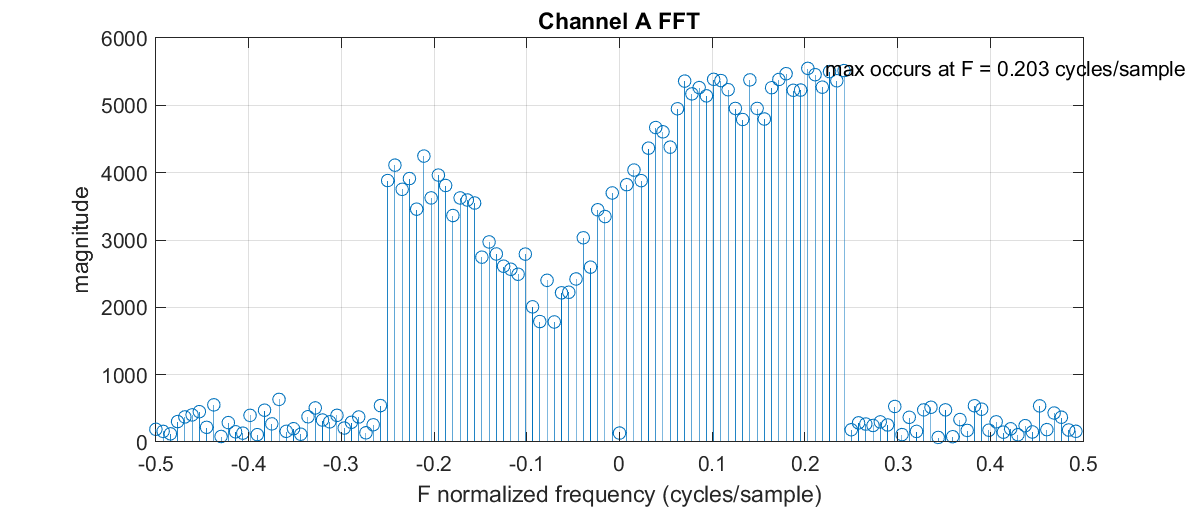 Channel A FFT
6000
5000
4000
3000
2000
1000
0
magnitude
max occurs at F = 0.203 cycles/sample
-0.5 -0.4 -0.3 -0.2 -0.1 0 0.1 0.2 0.3 0.4 0.5
F normalized frequency (cycles/sample)